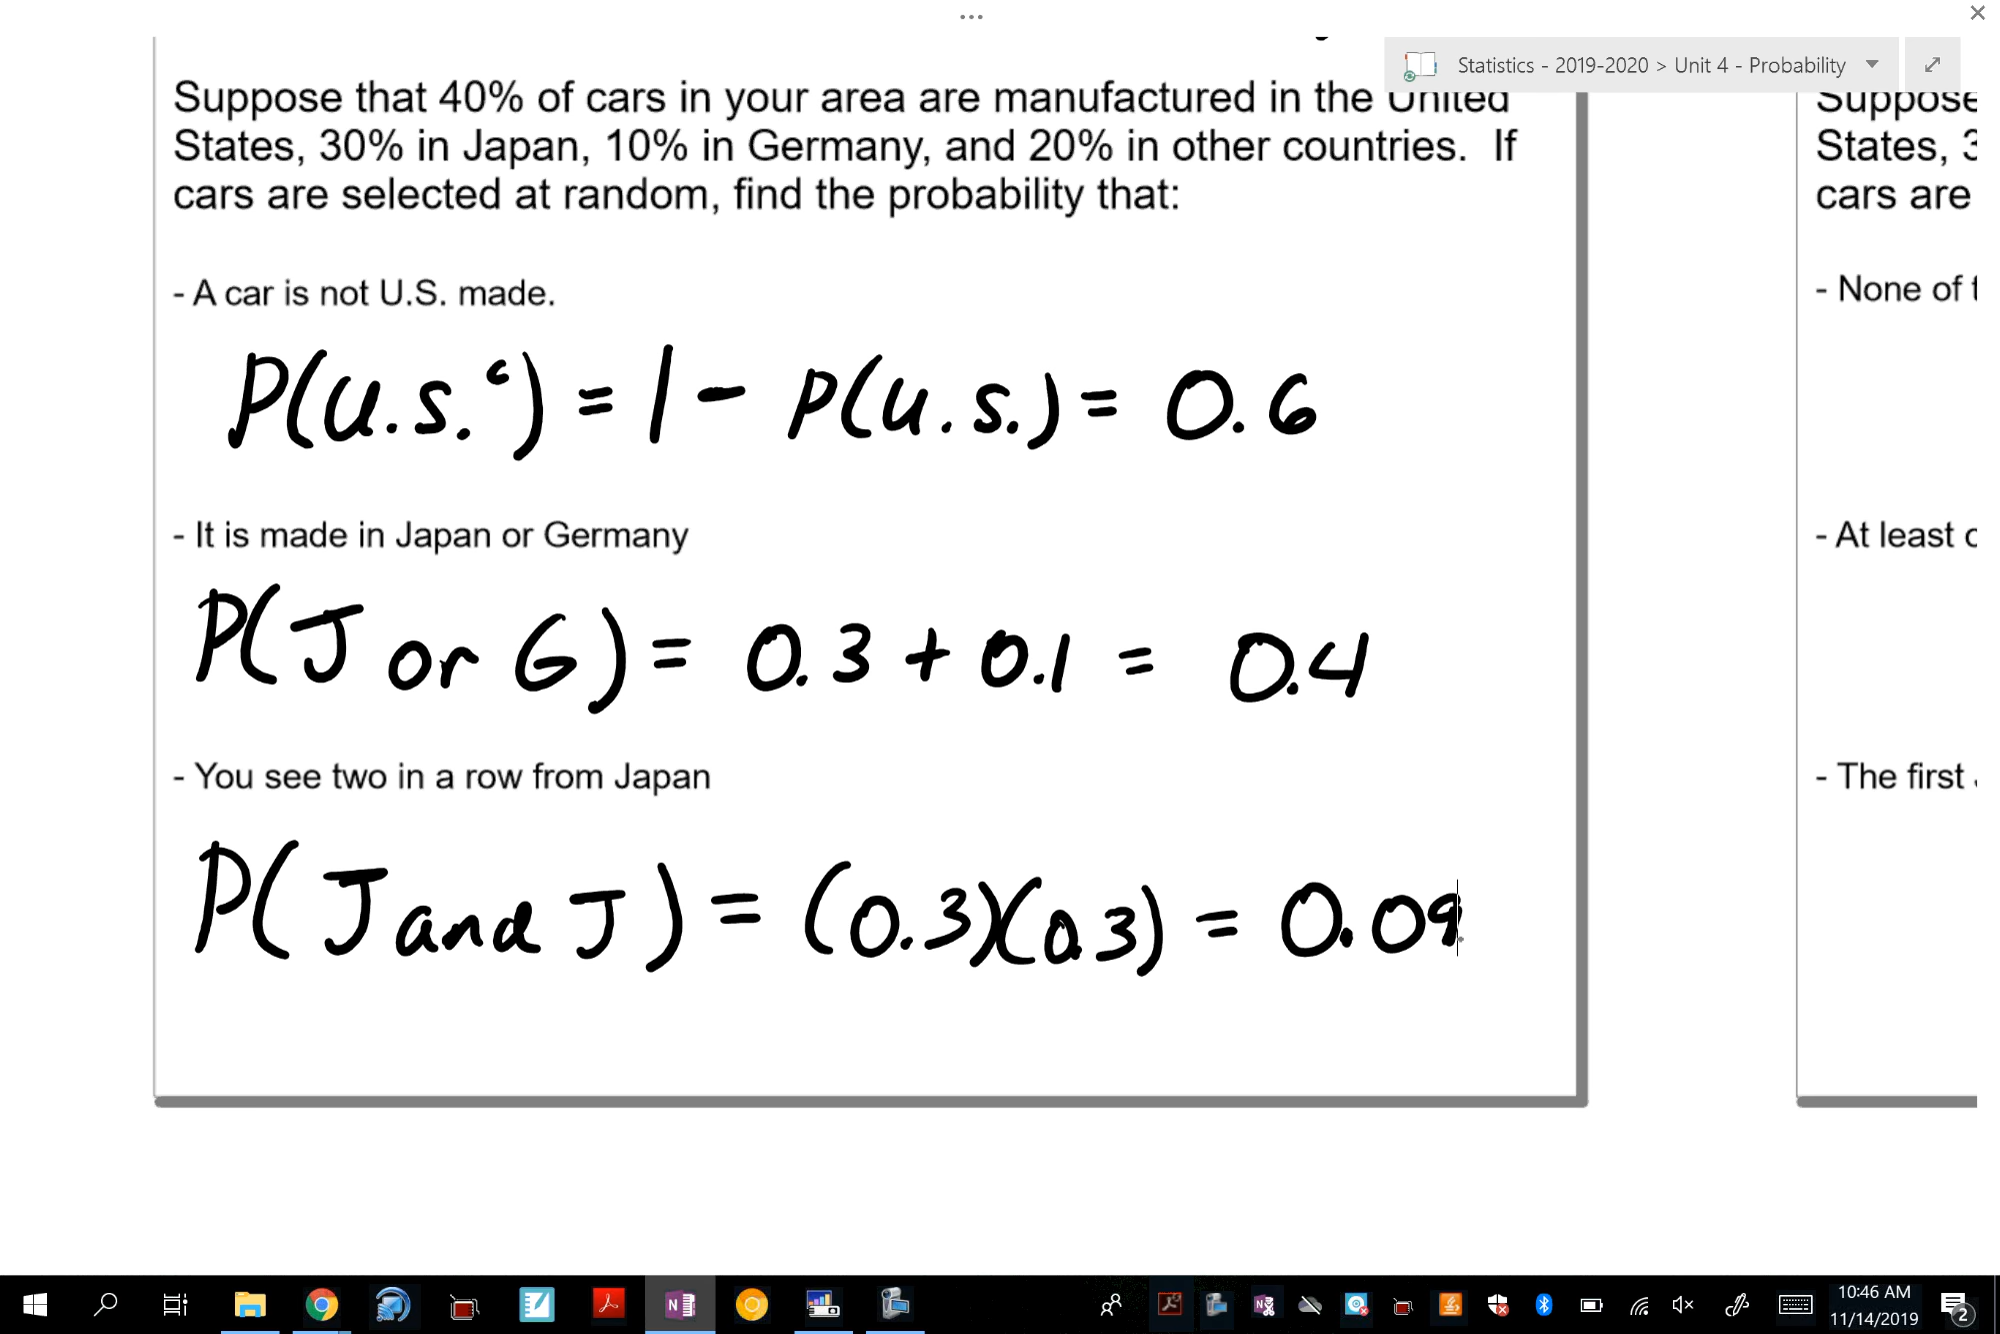 Statistics - 2019-2020 > Unit 4 - Probability
Suppose that 40% of cars in your area are manufactured in the United
States, 30% in Japan, 10% in Germany, and 20% in other countries. If
cars are selected at random, find the probability that:
- A car is not U.S. made.
P(U.S.ᶜ) = 1 - P(U.S.) = 0.6
- It is made in Japan or Germany
P(J or G) = 0.3 + 0.1 = 0.4
- You see two in a row from Japan
P(J and J) = (0.3)(0.3) = 0.09
Suppose
States, 3
cars are
- None of t
- At least
- The first
10:46 AM
11/14/2019
2